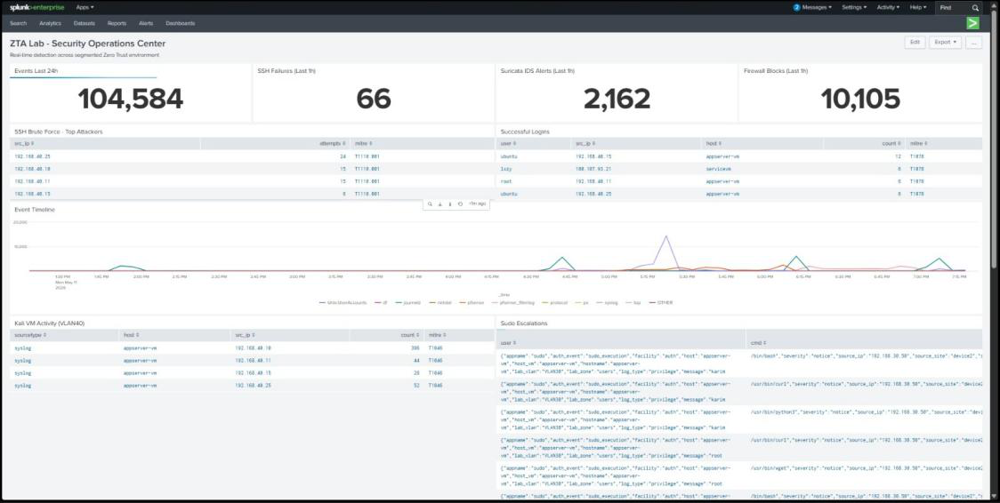 splunk>enterprise Apps
2 Messages Settings Activity Help Find
Search Analytics Datasets Reports Alerts Dashboards
ZTA Lab - Security Operations Center
Edit Export ...
Real-time detection across segmented Zero Trust environment
Events Last 24h
104,584
SSH Failures (Last 1h)
66
Suricata IDS Alerts (Last 1h)
2,162
Firewall Blocks (Last 1h)
10,105
SSH Brute Force - Top Attackers
src_ip attempts mitre
192.168.40.25 24 T1110.001
192.168.40.10 15 T1110.001
192.168.40.11 15 T1110.001
192.168.40.15 6 T1110.001
Successful Logins
user src_ip host count mitre
ubuntu 192.168.40.15 appserver-vm 12 T1078
100.107.93.21 servicevm 6 T1078
root 192.168.40.11 appserver-vm 6 T1078
ubuntu 192.168.40.25 appserver-vm 6 T1078
<1m ago
Event Timeline
20,000
10,000
1:30 PM 1:45 PM 2:00 PM 2:15 PM 2:30 PM 2:45 PM 3:00 PM 3:15 PM 3:30 PM 3:45 PM 4:00 PM 4:15 PM 4:30 PM 4:45 PM 5:00 PM 5:15 PM 5:30 PM 5:45 PM 6:00 PM 6:15 PM 6:30 PM 6:45 PM 7:00 PM 7:15 PM
Mon May 11
2026
_time
UnixUserAccounts df journald netstat pfsense pfsense_filterlog protocol ps syslog top OTHER
Kali VM Activity (VLAN40)
sourcetype host src_ip count mitre
syslog appserver-vm 192.168.40.10 396 T1046
syslog appserver-vm 192.168.40.11 44 T1046
syslog appserver-vm 192.168.40.15 T1046
syslog appserver-vm 192.168.40.25 52 T1046
Sudo Escalations
user cmd
{"appname":"sudo","auth_event":"sudo_execution","facility":"auth","host":"appserver- /bin/bash","severity":"notice","source_ip":"192.168.30.50","source_site":"device2","s
vm","host_vm":"appserver-vm","hostname":"appserver-
vm","lab_vlan":"VLAN30","lab_zone":"users","log_type":"privilege","message":"karim
{"appname":"sudo","auth_event":"sudo_execution","facility":"auth","host":"appserver- /usr/bin/curl","severity":"notice","source_ip":"192.168.30.50","source_site":"device2
vm","host_vm":"appserver-vm","hostname":"appserver-
vm","lab_vlan":"VLAN30","lab_zone":"users","log_type":"privilege","message":"karim
{"appname":"sudo","auth_event":"sudo_execution","facility":"auth","host":"appserver- /usr/bin/python3","severity":"notice","source_ip":"192.168.30.50","source_site":"devi
vm","host_vm":"appserver-vm","hostname":"appserver-
vm","lab_vlan":"VLAN30","lab_zone":"users","log_type":"privilege","message":"karim
{"appname":"sudo","auth_event":"sudo_execution","facility":"auth","host":"appserver- /usr/bin/curl","severity":"notice","source_ip":"192.168.30.50","source_site":"device2
vm","host_vm":"appserver-vm","hostname":"appserver-
vm","lab_vlan":"VLAN30","lab_zone":"users","log_type":"privilege","message":"root
{"appname":"sudo","auth_event":"sudo_execution","facility":"auth","host":"appserver- /usr/bin/wget","severity":"notice","source_ip":"192.168.30.50","source_site":"device2
vm","host_vm":"appserver-vm","hostname":"appserver-
vm","lab_vlan":"VLAN30","lab_zone":"users","log_type":"privilege","message":"root
{"appname":"sudo","auth_event":"sudo_execution","facility":"auth","host":"appserver- /bin/bash","severity":"notice","source_ip":"192.168.30.50","source_site":"device2","s